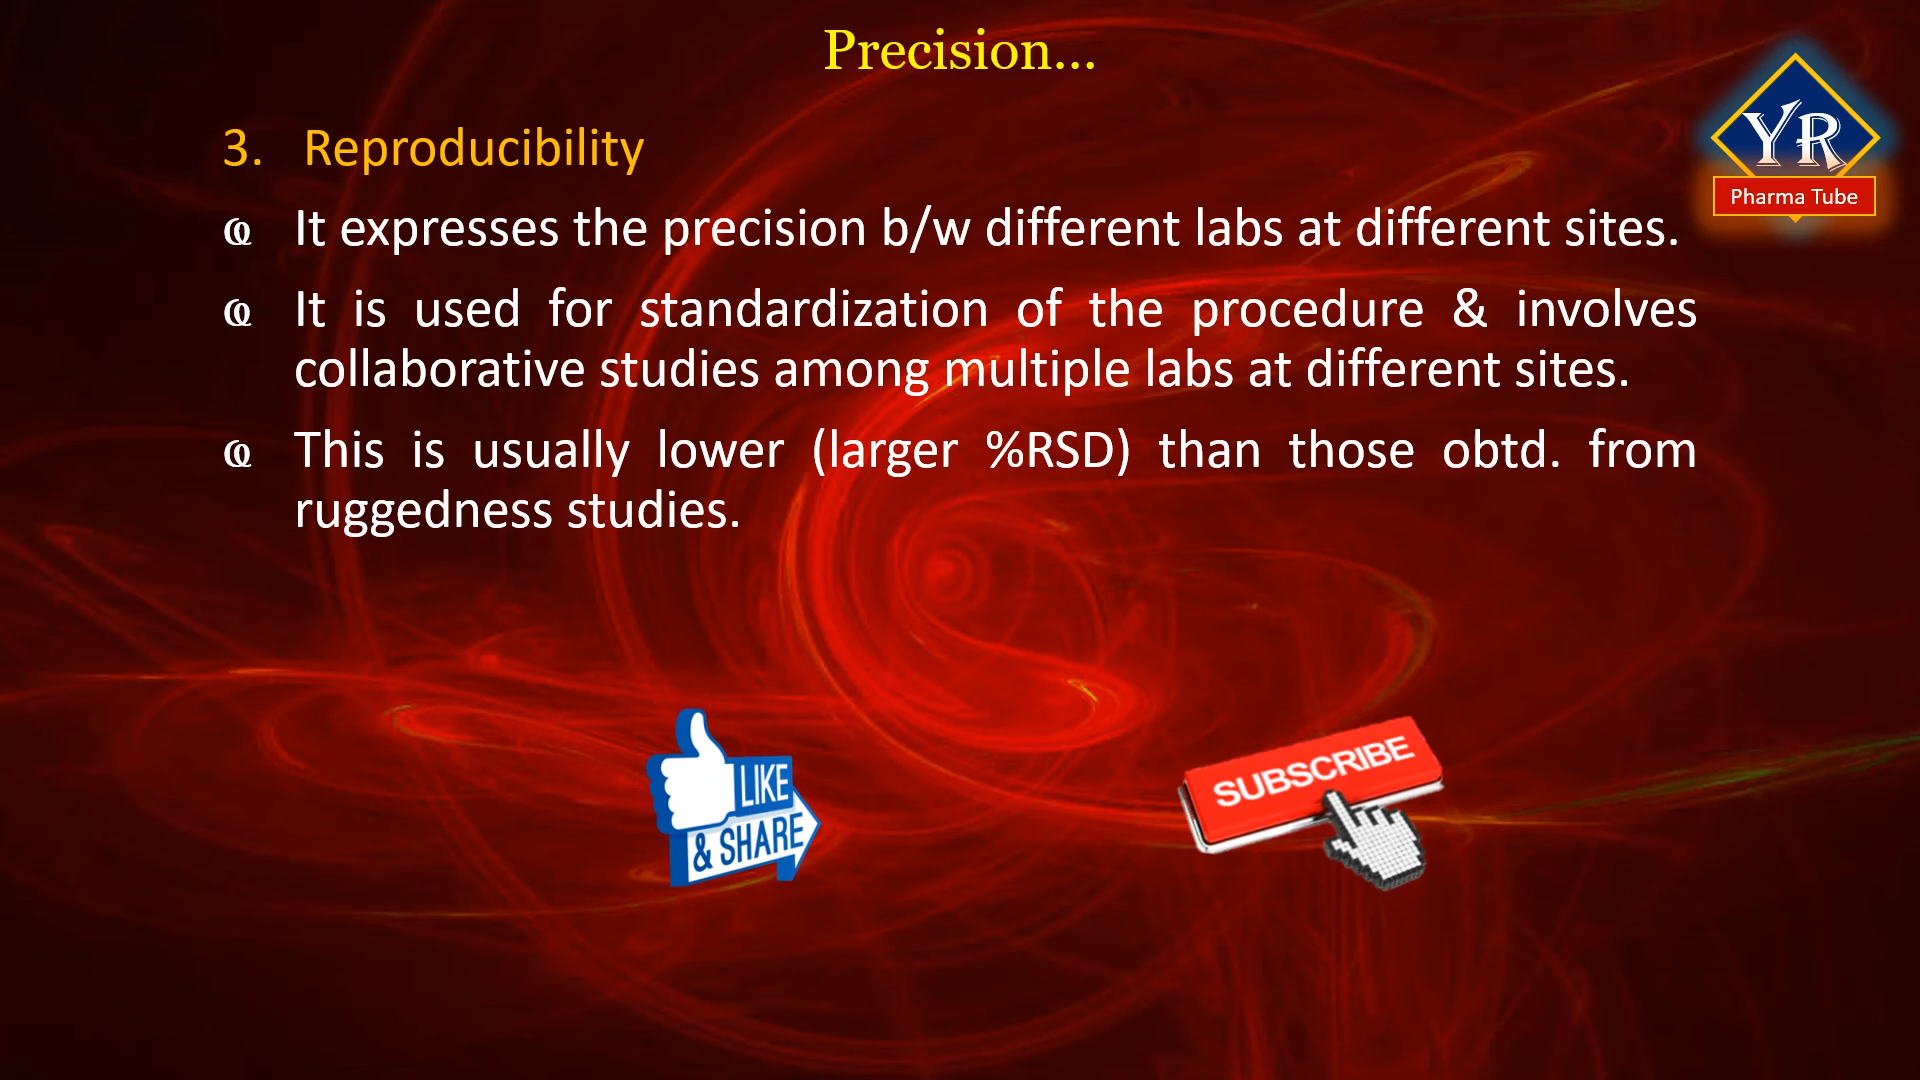 Precision...
YR
Pharma Tube
3. Reproducibility
It expresses the precision b/w different labs at different sites.
It is used for standardization of the procedure & involves
collaborative studies among multiple labs at different sites.
This is usually lower (larger %RSD) than those obtd. from
ruggedness studies.
LIKE
& SHARE
SUBSCRIBE